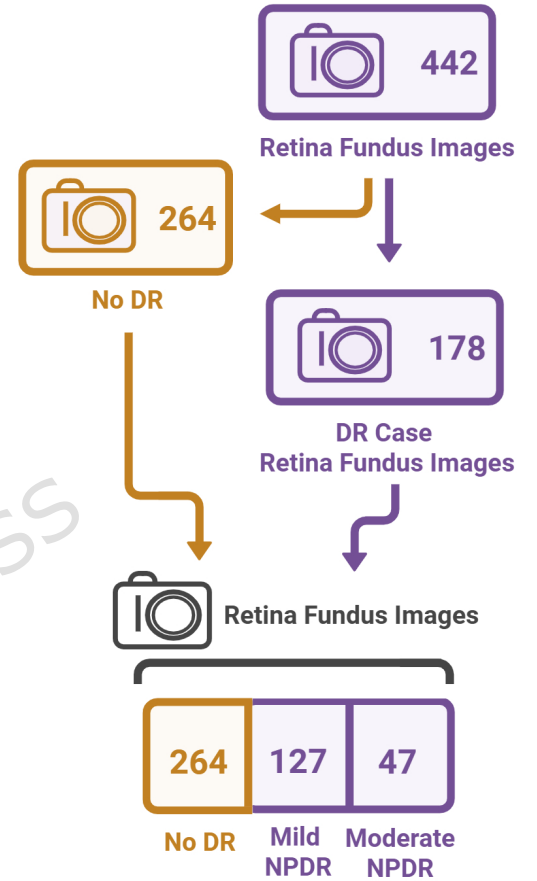 442
Retina Fundus Images
264
No DR
178
DR Case
Retina Fundus Images
Retina Fundus Images
264
127
47
No DR
Mild
NPDR
Moderate
NPDR